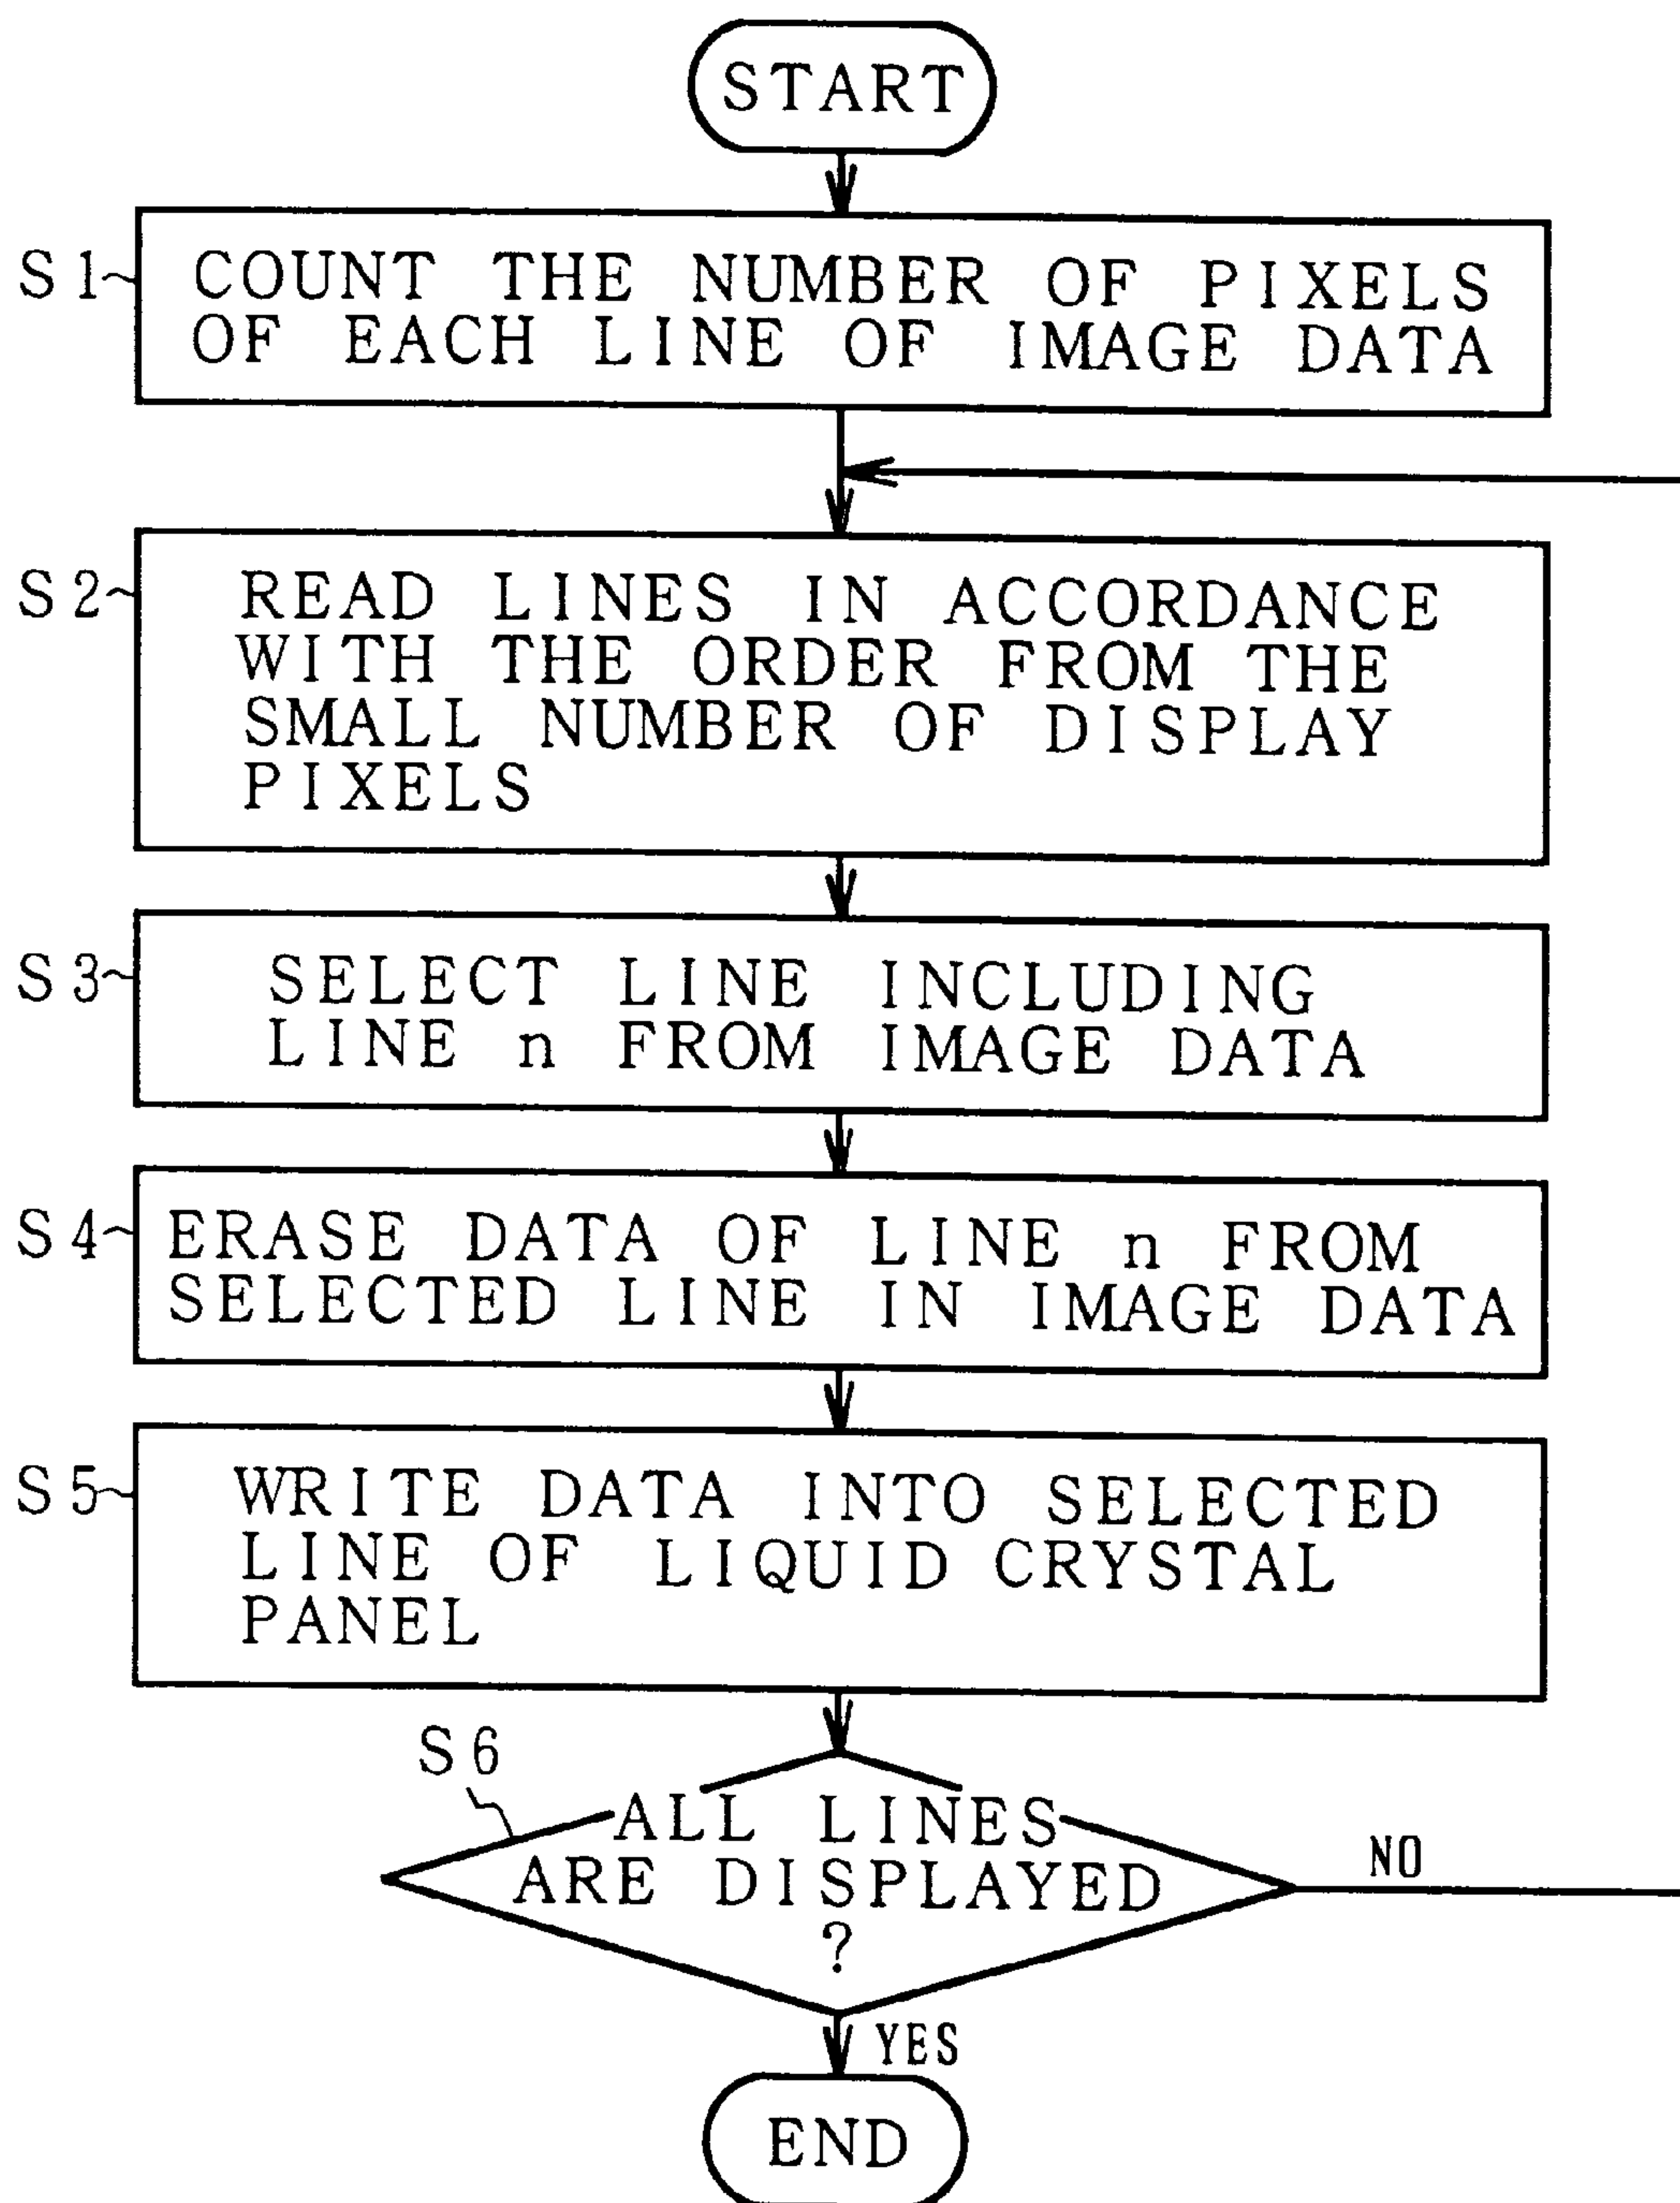 START
S1
COUNT THE NUMBER OF PIXELS
OF EACH LINE OF IMAGE DATA
S2
READ LINES IN ACCORDANCE
WITH THE ORDER FROM THE
SMALL NUMBER OF DISPLAY
PIXELS
S3
SELECT LINE INCLUDING
LINE n FROM IMAGE DATA
S4
ERASE DATA OF LINE n FROM
SELECTED LINE IN IMAGE DATA
S5
WRITE DATA INTO SELECTED
LINE OF LIQUID CRYSTAL
PANEL
S6
ALL LINES
ARE DISPLAYED
?
NO
YES
END